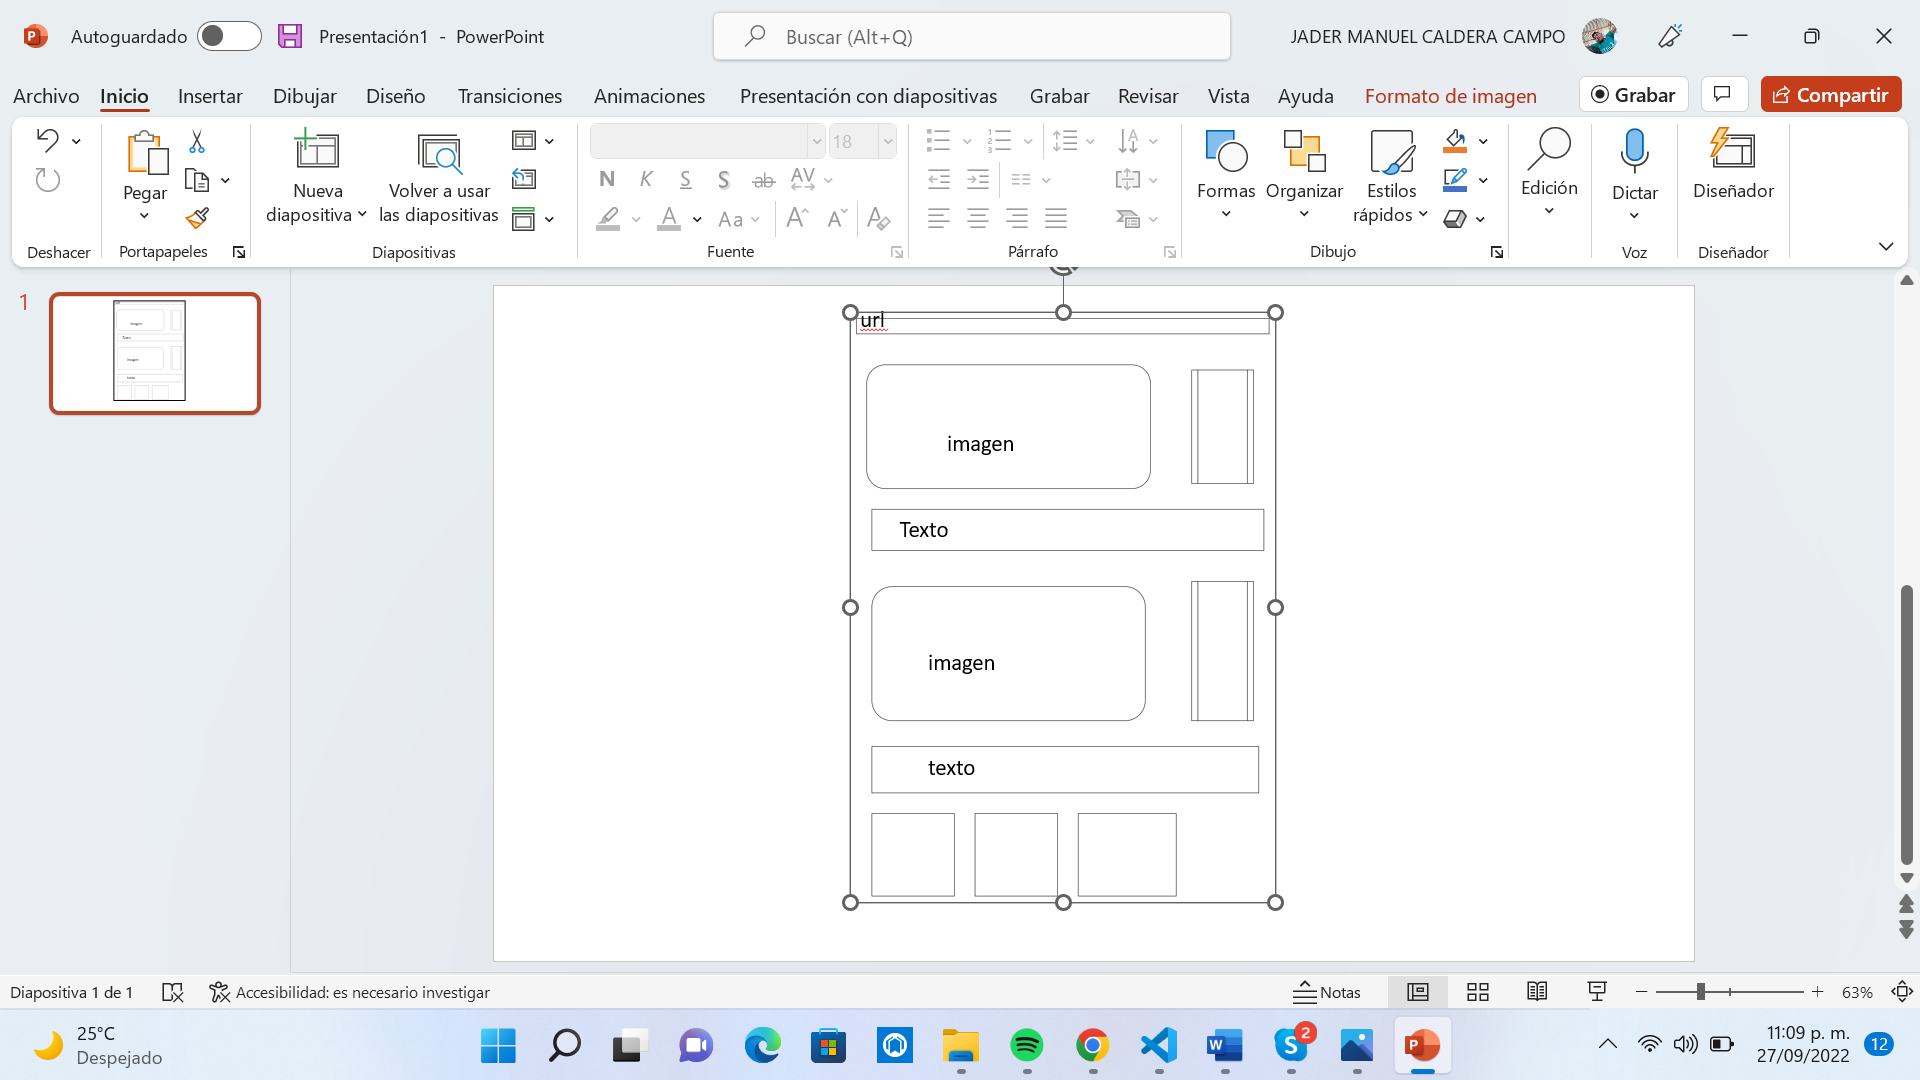 Autoguardado
Presentación1 - PowerPoint
Buscar (Alt+Q)
JADER MANUEL CALDERA CAMPO
Archivo Inicio Insertar Dibujar Diseño Transiciones Animaciones Presentación con diapositivas Grabar Revisar Vista Ayuda Formato de imagen
Grabar
Compartir
Pegar
Nueva diapositiva
Volver a usar las diapositivas
18
N K S S ab AV
A Aa A A A
Formas
Organizar
Estilos rápidos
Edición
Dictar
Diseñador
Deshacer Portapapeles Diapositivas Fuente Párrafo Dibujo Voz Diseñador
1
url
imagen
Texto
imagen
texto
Diapositiva 1 de 1
Accesibilidad: es necesario investigar
Notas
63%
25°C
Despejado
2
11:09 p. m.
27/09/2022
12